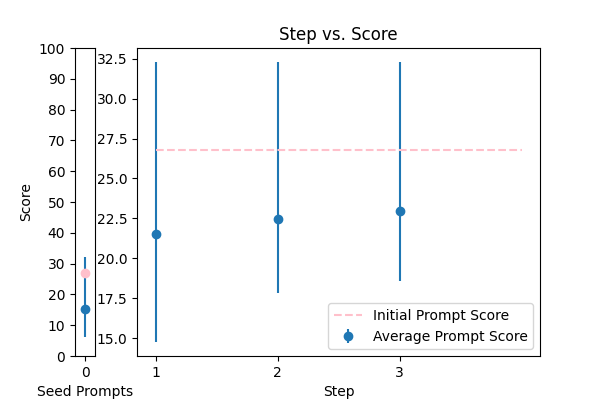 Step vs. Score
Score
100
90
80
70
60
50
40
30
20
10
0
0
Seed Prompts
32.5
30.0
27.5
25.0
22.5
20.0
17.5
15.0
1 2 3
Step
Initial Prompt Score
Average Prompt Score